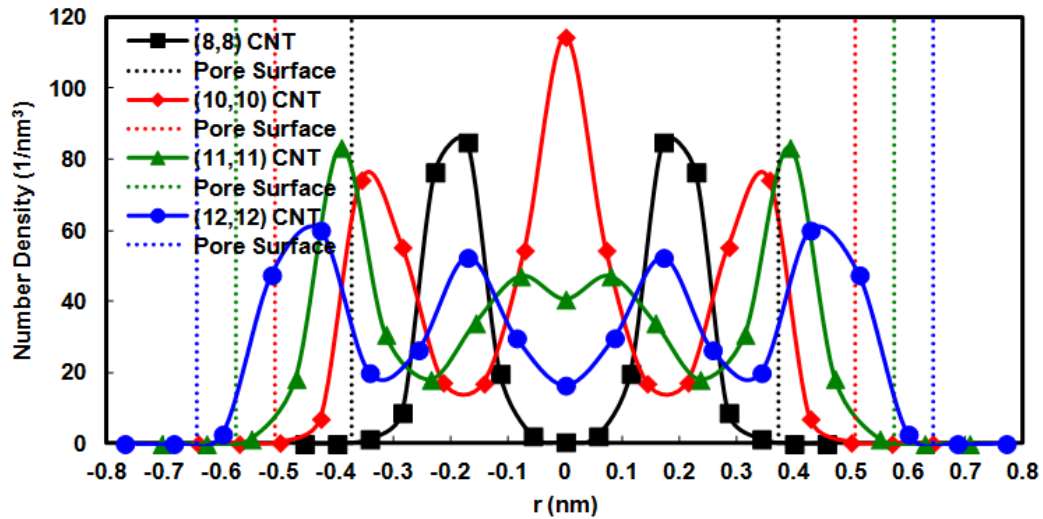 120
100
80
60
40
20
0
Number Density (1/nm³)
(8,8) CNT
Pore Surface
(10,10) CNT
Pore Surface
(11,11) CNT
Pore Surface
(12,12) CNT
Pore Surface
-0.8 -0.7 -0.6 -0.5 -0.4 -0.3 -0.2 -0.1 0 0.1 0.2 0.3 0.4 0.5 0.6 0.7 0.8
r (nm)